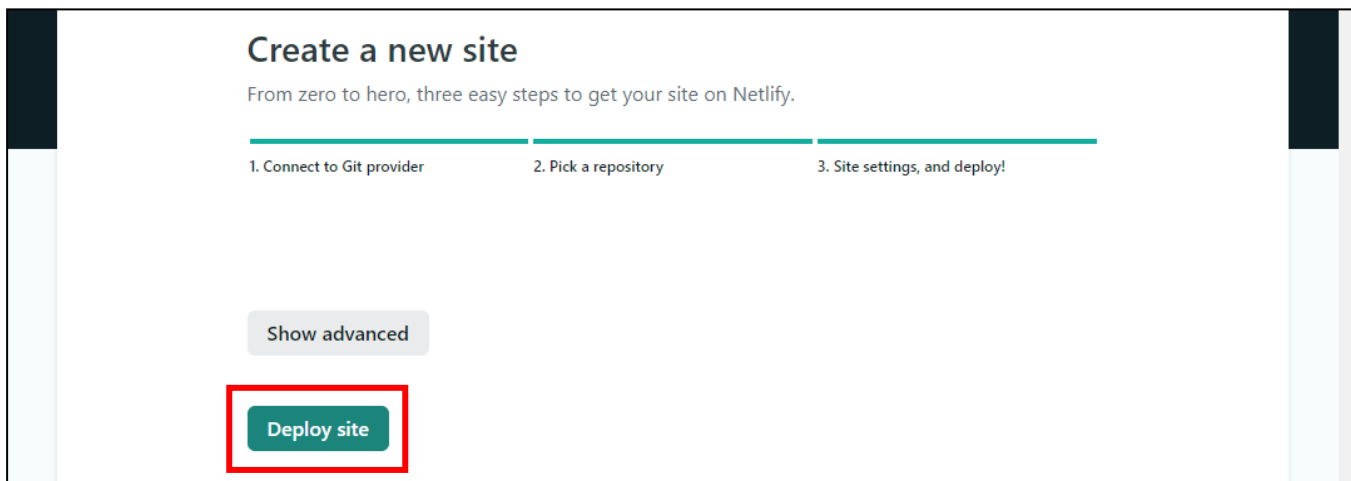 Create a new site
From zero to hero, three easy steps to get your site on Netlify.
1. Connect to Git provider
2. Pick a repository
3. Site settings, and deploy!
Show advanced
Deploy site